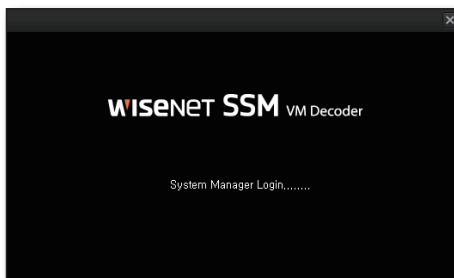 WISENET SSM VM Decoder
System Manager Login........